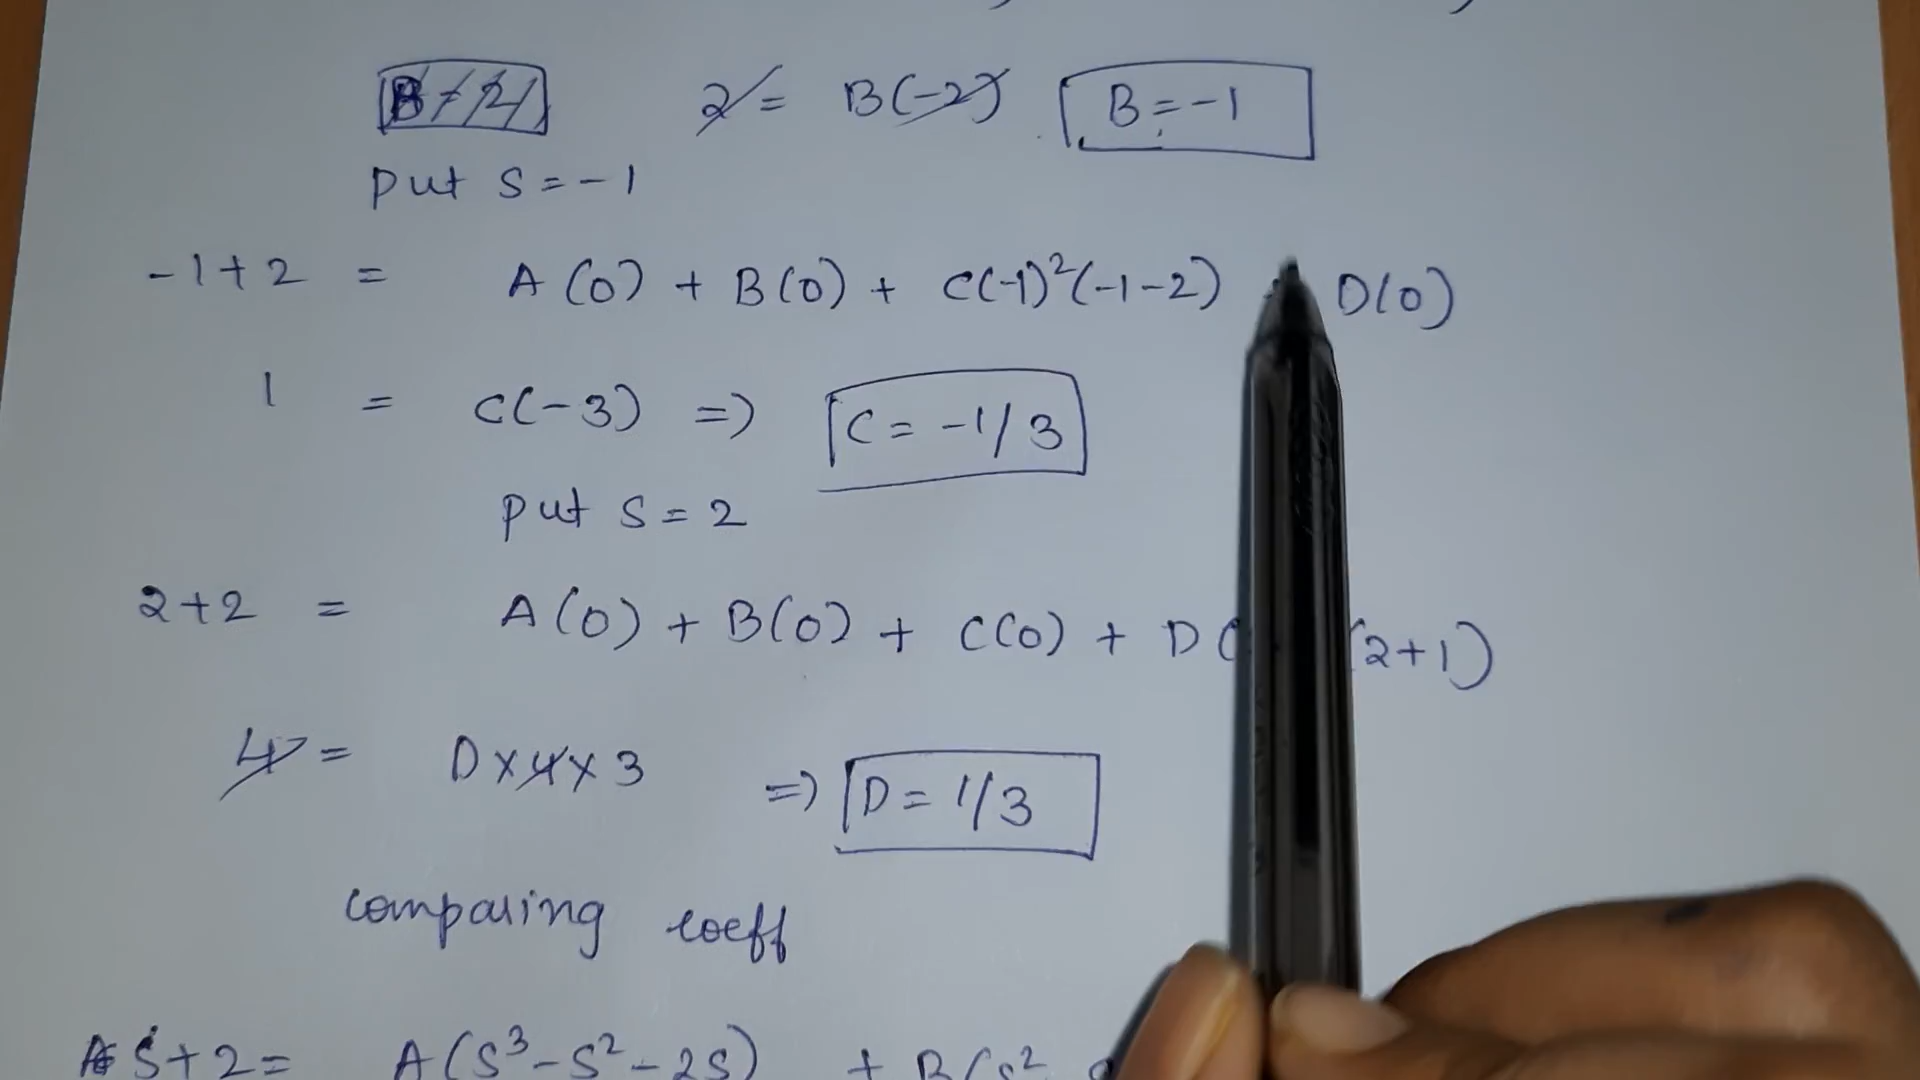 2 = B(-2) B = -1
put S = -1
-1+2 = A(0) + B(0) + C(-1)²(-1-2) D(0)
1 = C(-3) => C = -1/3
put S = 2
2+2 = A(0) + B(0) + C(0) + D( (2+1)
4 = D×4×3 => D = 1/3
comparing coeff
S+2 = A(S³-S²-2S) + B(S²